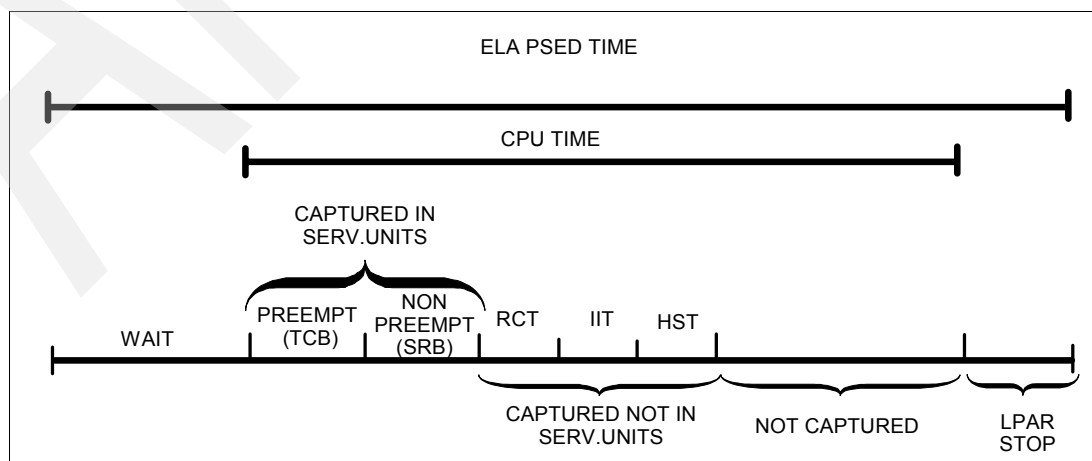 ELA PSED TIME
CPU TIME
CAPTURED IN
SERV.UNITS
WAIT
PREEMPT
(TCB)
NON
PREEMPT
(SRB)
RCT
IIT
HST
CAPTURED NOT IN
SERV.UNITS
NOT CAPTURED
LPAR
STOP